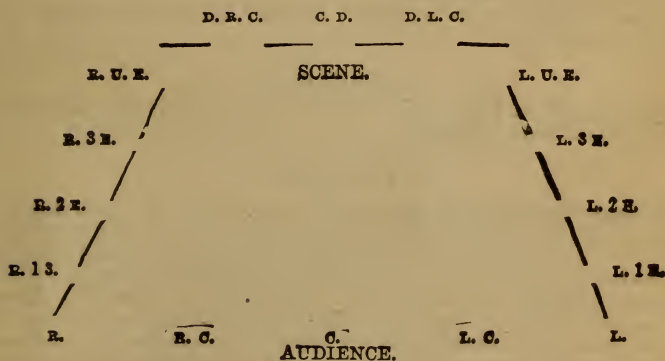 D. R. C. C. D. D. L. C.
R. U. E. SCENE. L. U. E.
R. 3 E. L. 3 E.
R. 2 E. L. 2 E.
R. 1 E. L. 1 E.
R. R. C. C. L. C. L.
AUDIENCE.